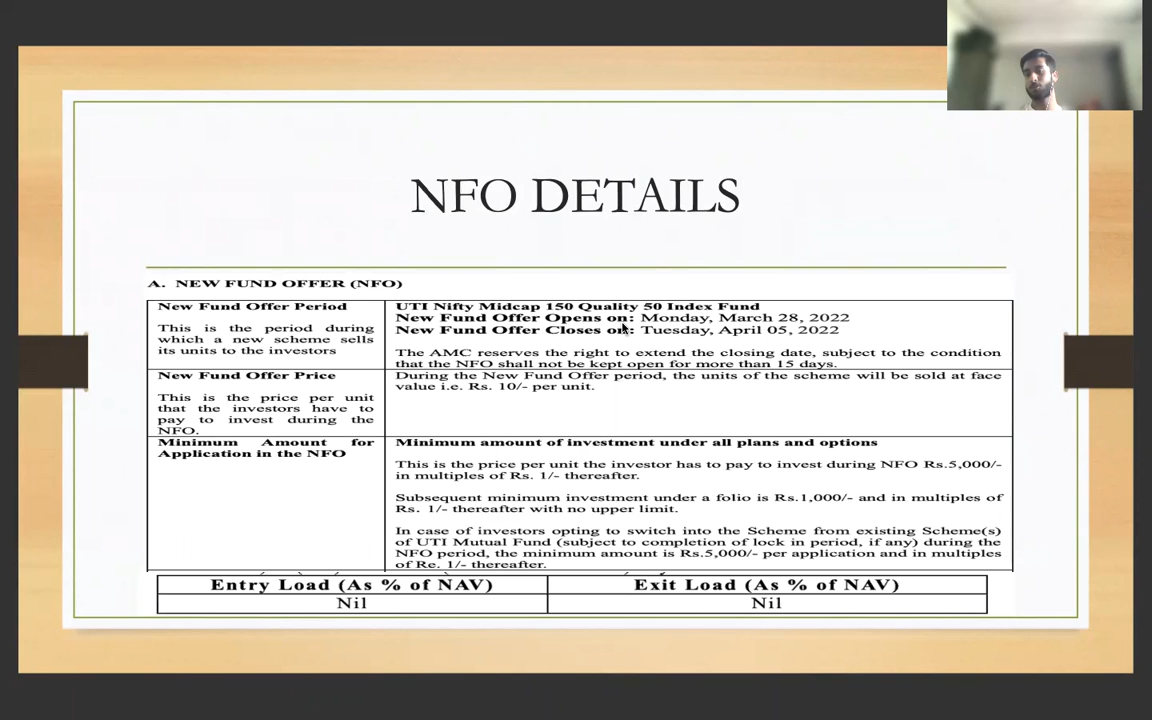 NFO DETAILS
A. NEW FUND OFFER (NFO)
New Fund Offer Period
This is the period during
which a new scheme sells
its units to the investors
UTI Nifty Midcap 150 Quality 50 Index Fund
New Fund Offer Opens on: Monday, March 28, 2022
New Fund Offer Closes on: Tuesday, April 05, 2022
The AMC reserves the right to extend the closing date, subject to the condition
that the NFO shall not be kept open for more than 15 days.
New Fund Offer Price
This is the price per unit
that the investors have to
pay to invest during the
NFO.
During the New Fund Offer period, the units of the scheme will be sold at face
value i.e. Rs. 10/- per unit.
Minimum Amount for
Application in the NFO
Minimum amount of investment under all plans and options
This is the price per unit the investor has to pay to invest during NFO Rs.5,000/-
in multiples of Rs. 1/- thereafter.
Subsequent minimum investment under a folio is Rs.1,000/- and in multiples of
Rs. 1/- thereafter with no upper limit.
In case of investors opting to switch into the Scheme from existing Scheme(s)
of UTI Mutual Fund (subject to completion of lock in period, if any) during the
NFO period, the minimum amount is Rs.5,000/- per application and in multiples
of Re. 1/- thereafter.
Entry Load (As % of NAV)
Exit Load (As % of NAV)
Nil
Nil